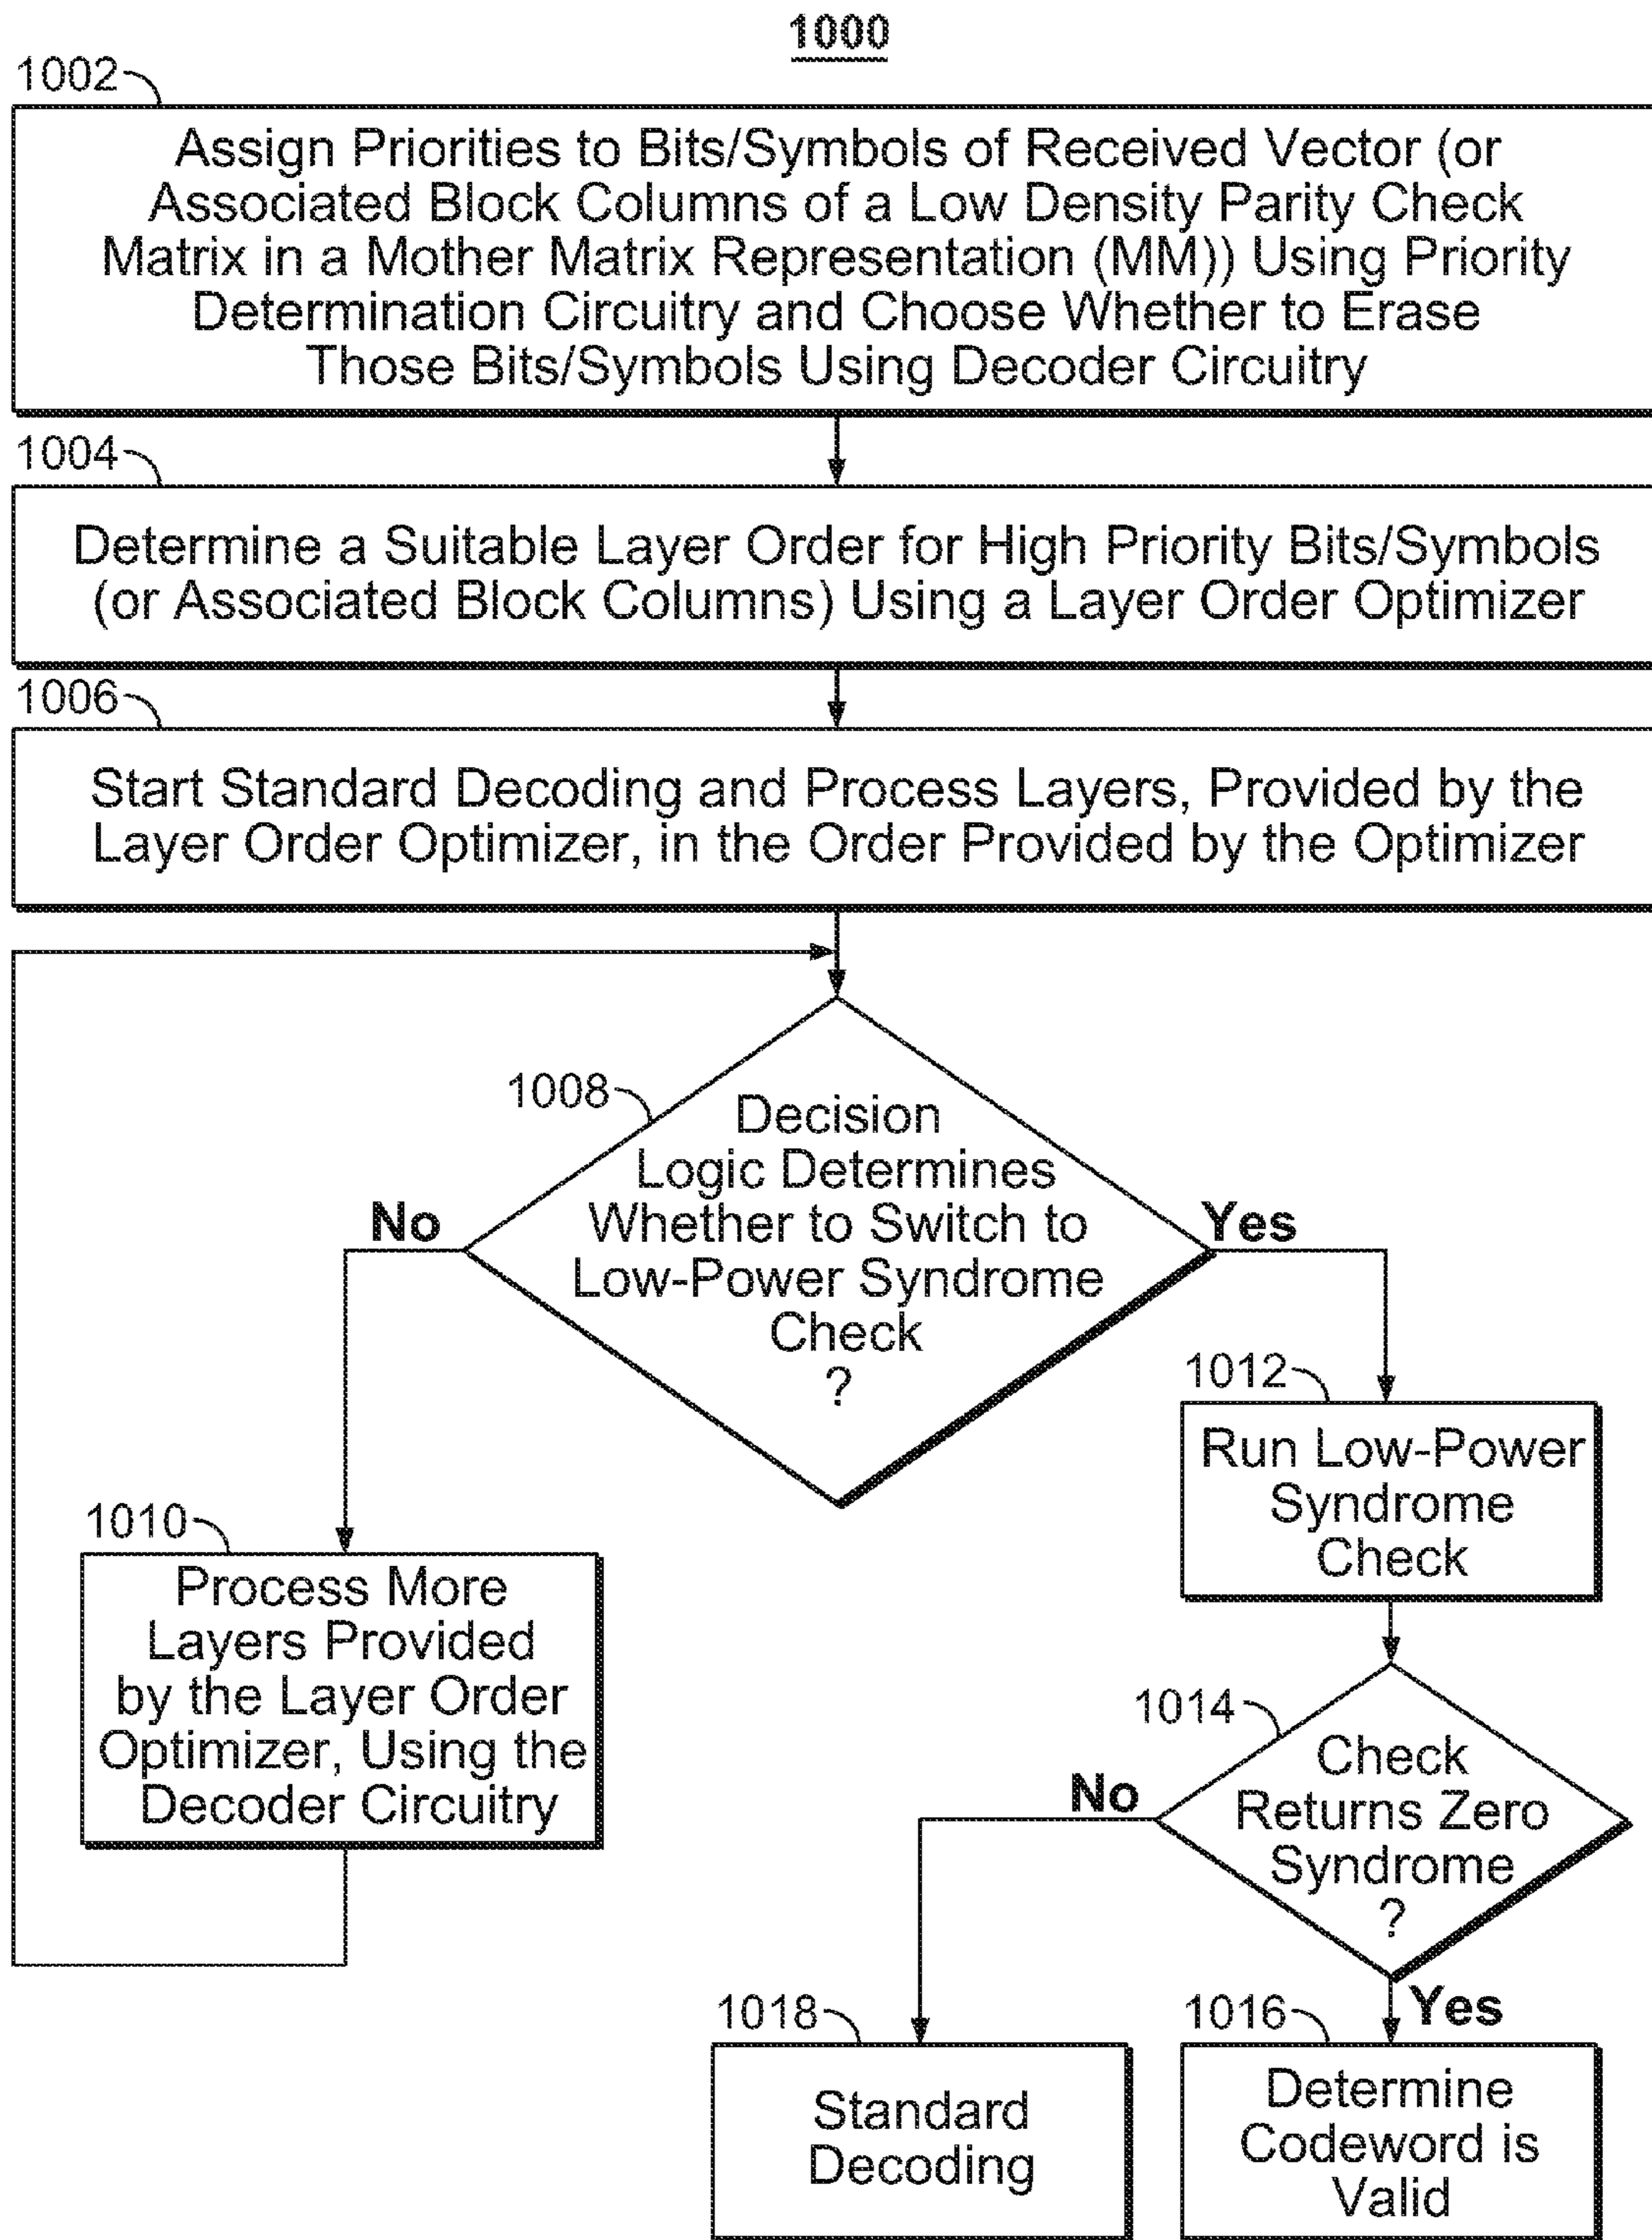 1000
1002
Assign Priorities to Bits/Symbols of Received Vector (or
Associated Block Columns of a Low Density Parity Check
Matrix in a Mother Matrix Representation (MM)) Using Priority
Determination Circuitry and Choose Whether to Erase
Those Bits/Symbols Using Decoder Circuitry
1004
Determine a Suitable Layer Order for High Priority Bits/Symbols
(or Associated Block Columns) Using a Layer Order Optimizer
1006
Start Standard Decoding and Process Layers, Provided by the
Layer Order Optimizer, in the Order Provided by the Optimizer
1008
Decision
Logic Determines
Whether to Switch to
Low-Power Syndrome
Check
?
No
Yes
1010
Process More
Layers Provided
by the Layer Order
Optimizer, Using the
Decoder Circuitry
1012
Run Low-Power
Syndrome
Check
1014
Check
Returns Zero
Syndrome
?
No
Yes
1018
Standard
Decoding
1016
Determine
Codeword is
Valid